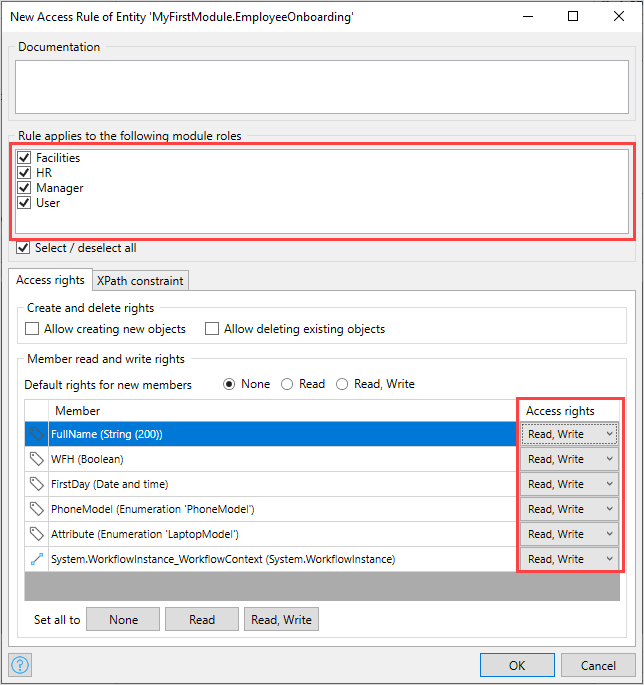 New Access Rule of Entity 'MyFirstModule.EmployeeOnboarding'
Documentation
Rule applies to the following module roles
Facilities
HR
Manager
User
Select / deselect all
Access rights XPath constraint
Create and delete rights
Allow creating new objects Allow deleting existing objects
Member read and write rights
Default rights for new members None Read Read, Write
Member Access rights
FullName (String (200)) Read, Write
WFH (Boolean) Read, Write
FirstDay (Date and time) Read, Write
PhoneModel (Enumeration 'PhoneModel') Read, Write
Attribute (Enumeration 'LaptopModel') Read, Write
System.WorkflowInstance_WorkflowContext (System.WorkflowInstance) Read, Write
Set all to None Read Read, Write
? OK Cancel